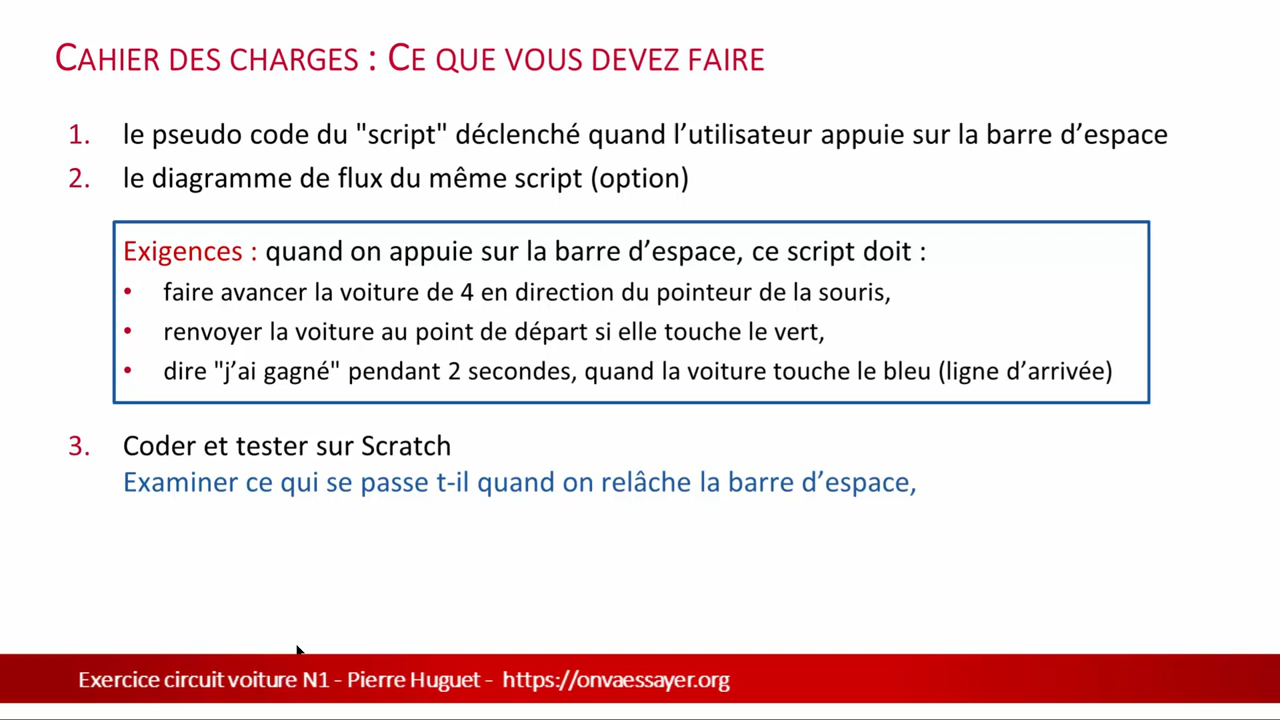 CAHIER DES CHARGES : CE QUE VOUS DEVEZ FAIRE
1. le pseudo code du "script" déclenché quand l’utilisateur appuie sur la barre d’espace
2. le diagramme de flux du même script (option)
Exigences : quand on appuie sur la barre d’espace, ce script doit :
• faire avancer la voiture de 4 en direction du pointeur de la souris,
• renvoyer la voiture au point de départ si elle touche le vert,
• dire "j’ai gagné" pendant 2 secondes, quand la voiture touche le bleu (ligne d’arrivée)
3. Coder et tester sur Scratch
Examiner ce qui se passe t-il quand on relâche la barre d’espace,
Exercice circuit voiture N1 - Pierre Huguet - https://onvaessayer.org